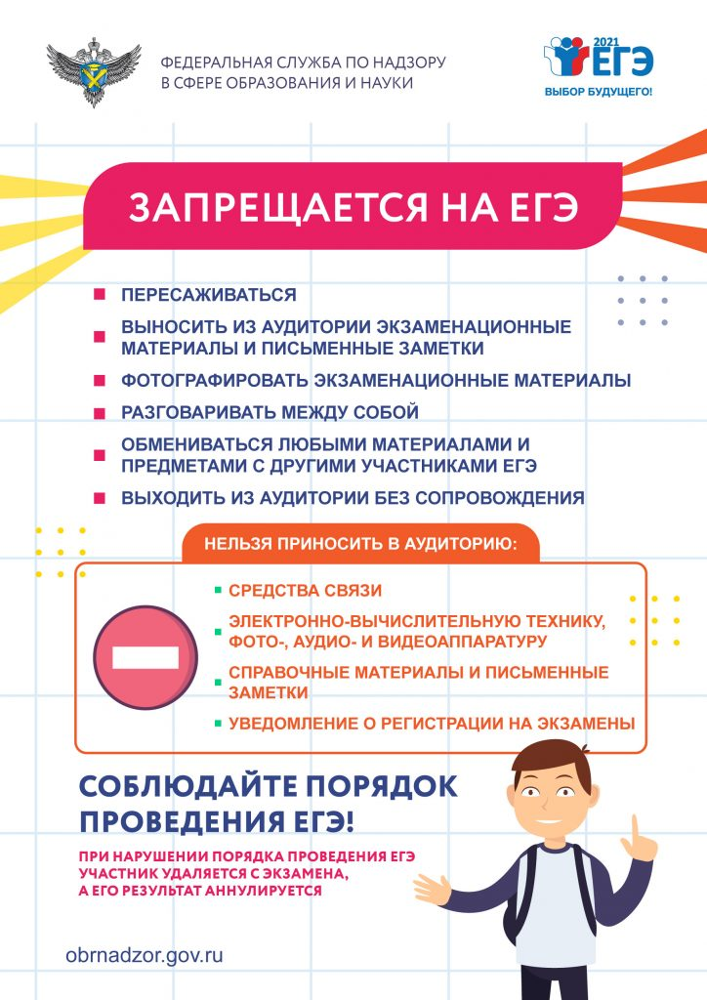 ФЕДЕРАЛЬНАЯ СЛУЖБА ПО НАДЗОРУ
В СФЕРЕ ОБРАЗОВАНИЯ И НАУКИ
2021
ЕГЭ
ВЫБОР БУДУЩЕГО!
ЗАПРЕЩАЕТСЯ НА ЕГЭ
ПЕРЕСАЖИВАТЬСЯ
ВЫНОСИТЬ ИЗ АУДИТОРИИ ЭКЗАМЕНАЦИОННЫЕ
МАТЕРИАЛЫ И ПИСЬМЕННЫЕ ЗАМЕТКИ
ФОТОГРАФИРОВАТЬ ЭКЗАМЕНАЦИОННЫЕ МАТЕРИАЛЫ
РАЗГОВАРИВАТЬ МЕЖДУ СОБОЙ
ОБМЕНИВАТЬСЯ ЛЮБЫМИ МАТЕРИАЛАМИ И
ПРЕДМЕТАМИ С ДРУГИМИ УЧАСТНИКАМИ ЕГЭ
ВЫХОДИТЬ ИЗ АУДИТОРИИ БЕЗ СОПРОВОЖДЕНИЯ
НЕЛЬЗЯ ПРИНОСИТЬ В АУДИТОРИЮ:
СРЕДСТВА СВЯЗИ
ЭЛЕКТРОННО-ВЫЧИСЛИТЕЛЬНУЮ ТЕХНИКУ,
ФОТО-, АУДИО- И ВИДЕОАППАРАТУРУ
СПРАВОЧНЫЕ МАТЕРИАЛЫ И ПИСЬМЕННЫЕ
ЗАМЕТКИ
УВЕДОМЛЕНИЕ О РЕГИСТРАЦИИ НА ЭКЗАМЕНЫ
СОБЛЮДАЙТЕ ПОРЯДОК
ПРОВЕДЕНИЯ ЕГЭ!
ПРИ НАРУШЕНИИ ПОРЯДКА ПРОВЕДЕНИЯ ЕГЭ
УЧАСТНИК УДАЛЯЕТСЯ С ЭКЗАМЕНА,
А ЕГО РЕЗУЛЬТАТ АННУЛИРУЕТСЯ
obrnadzor.gov.ru